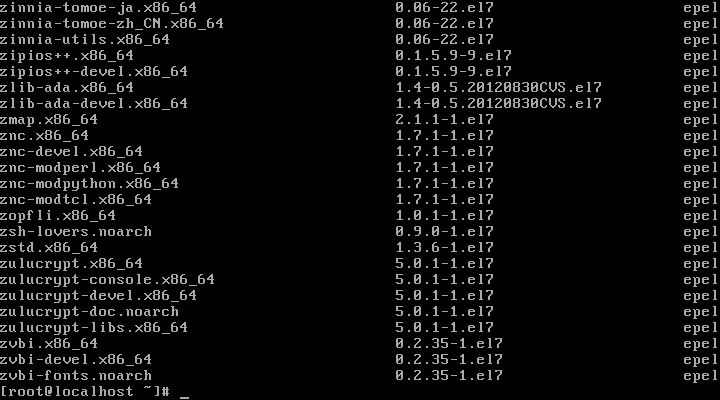 zinnia-tomoe-ja.x86_64 0.06-22.el7 epel
zinnia-tomoe-zh_CN.x86_64 0.06-22.el7 epel
zinnia-utils.x86_64 0.06-22.el7 epel
zipios++.x86_64 0.1.5.9-9.el7 epel
zipios++-devel.x86_64 0.1.5.9-9.el7 epel
zlib-ada.x86_64 1.4-0.5.20120830CVS.el7 epel
zlib-ada-devel.x86_64 1.4-0.5.20120830CVS.el7 epel
zmap.x86_64 2.1.1-1.el7 epel
znc.x86_64 1.7.1-1.el7 epel
znc-devel.x86_64 1.7.1-1.el7 epel
znc-modperl.x86_64 1.7.1-1.el7 epel
znc-modpython.x86_64 1.7.1-1.el7 epel
znc-modtcl.x86_64 1.7.1-1.el7 epel
zopfli.x86_64 1.0.1-1.el7 epel
zsh-lovers.noarch 0.9.0-1.el7 epel
zstd.x86_64 1.3.6-1.el7 epel
zulucrypt.x86_64 5.0.1-1.el7 epel
zulucrypt-console.x86_64 5.0.1-1.el7 epel
zulucrypt-devel.x86_64 5.0.1-1.el7 epel
zulucrypt-doc.noarch 5.0.1-1.el7 epel
zulucrypt-libs.x86_64 5.0.1-1.el7 epel
zvbi.x86_64 0.2.35-1.el7 epel
zvbi-devel.x86_64 0.2.35-1.el7 epel
zvbi-fonts.noarch 0.2.35-1.el7 epel
[root@localhost ~]# _